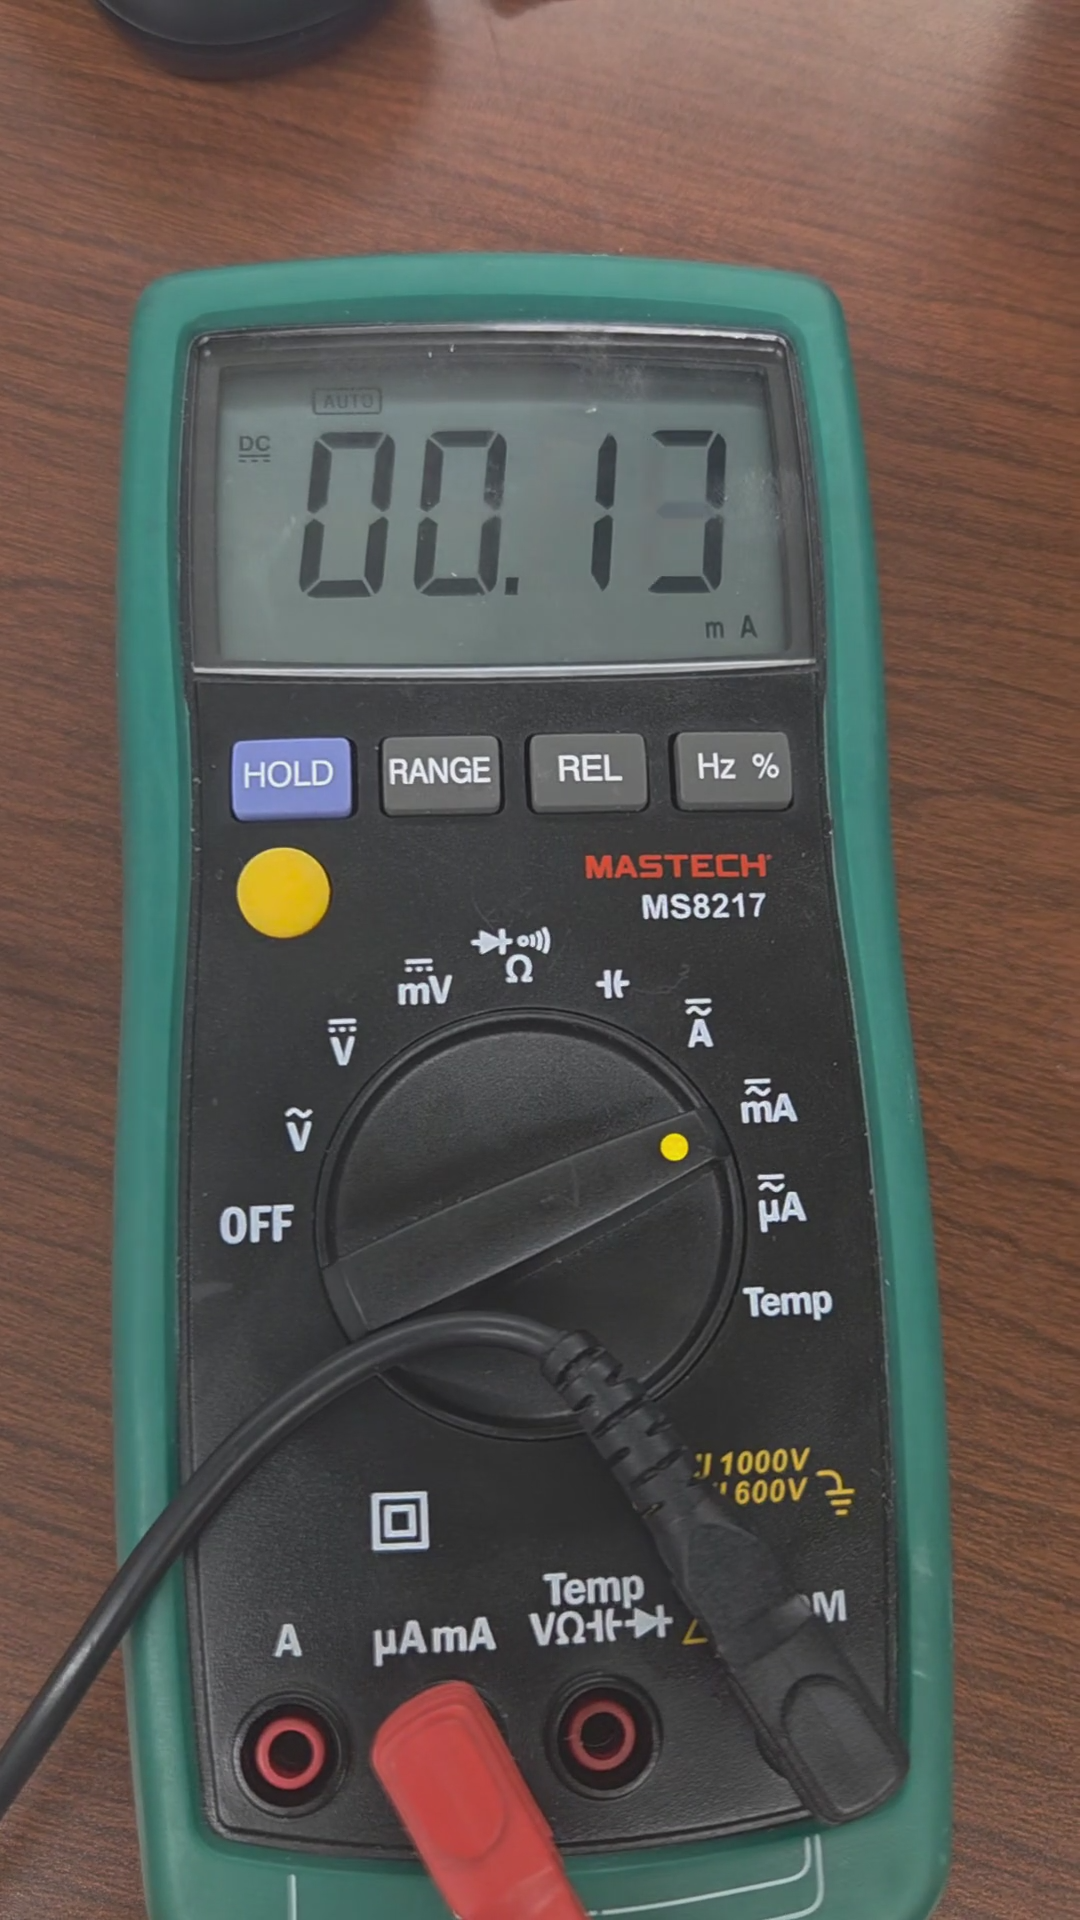 AUTO
DC
00.13
m A
HOLD RANGE REL Hz %
MASTECH
MS8217
Ω
mV
V
A
V
mA
OFF
µA
Temp
1000V
600V
Temp
A µAmA VΩ